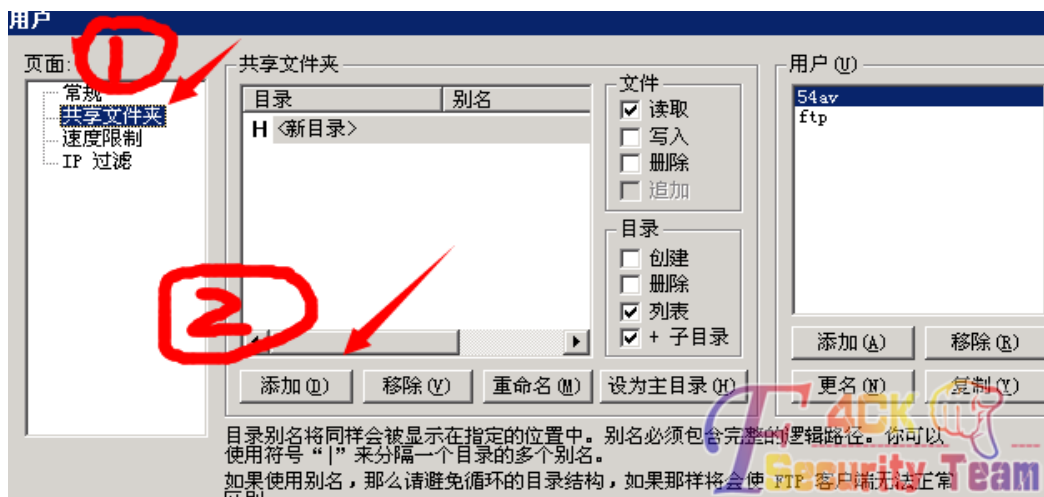 用户
页面:
常规
共享文件夹
速度限制
IP 过滤
1
2
共享文件夹
目录 别名
H <新目录>
添加(D) 移除(V) 重命名(M) 设为主目录(H)
文件
读取
写入
删除
追加
目录
创建
删除
列表
+ 子目录
用户(U)
54av
ftp
添加(A) 移除(R)
更名(N) 复制(Y)
目录别名将同样会被显示在指定的位置中。别名必须包含完整的逻辑路径。你可以
使用符号“|”来分隔一个目录的多个别名。
如果使用别名,那么请避免循环的目录结构,如果那样将会使 FTP 客户端无法正常
T4CK
Security Team